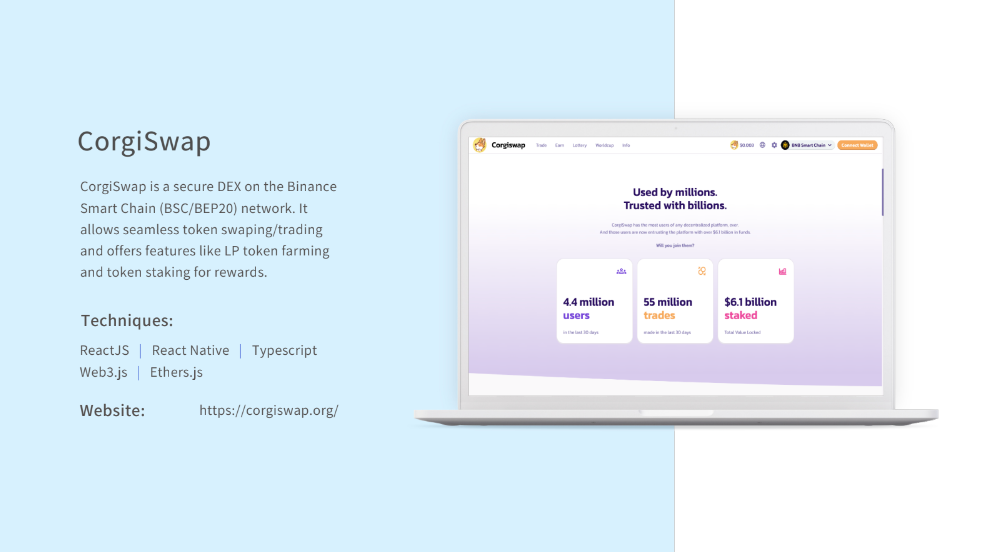 CorgiSwap
CorgiSwap is a secure DEX on the Binance
Smart Chain (BSC/BEP20) network. It
allows seamless token swaping/trading
and offers features like LP token farming
and token staking for rewards.
Techniques:
ReactJS | React Native | Typescript
Web3.js | Ethers.js
Website: https://corgiswap.org/
Corgiswap Trade Earn Lottery Worldcup Info $0.003 BNB Smart Chain Connect Wallet
Used by millions.
Trusted with billions.
CorgiSwap has the most users of any decentralized platform, ever.
And those users are now entrusting the platform with over $6.1 billion in funds.
Will you join them?
4.4 million 55 million $6.1 billion
users trades staked
in the last 30 days made in the last 30 days Total Value Locked